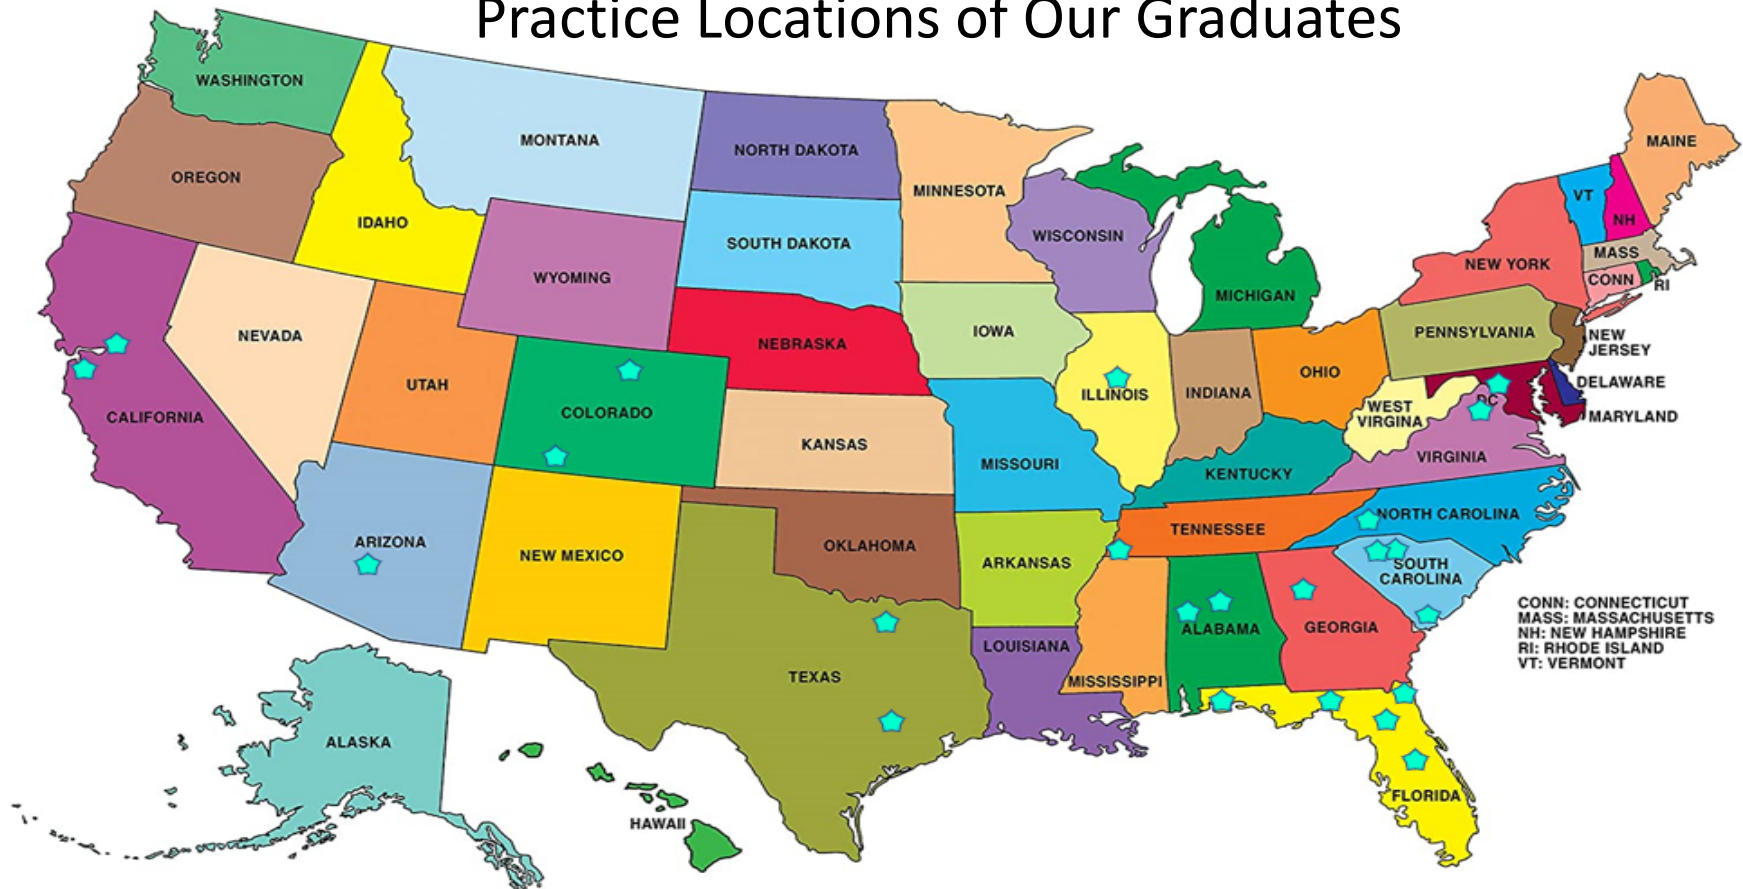 Practice Locations of Our Graduates
WASHINGTON
MONTANA
NORTH DAKOTA
MINNESOTA
MAINE
OREGON
IDAHO
VT
NH
WISCONSIN
SOUTH DAKOTA
MASS
NEW YORK
WYOMING
CONN
RI
MICHIGAN
NEVADA
IOWA
PENNSYLVANIA
NEW
JERSEY
NEBRASKA
UTAH
OHIO
DELAWARE
ILLINOIS
INDIANA
DC
COLORADO
WEST
VIRGINA
MARYLAND
CALIFORNIA
KANSAS
VIRGINIA
MISSOURI
KENTUCKY
NORTH CAROLINA
TENNESSEE
ARIZONA
OKLAHOMA
NEW MEXICO
ARKANSAS
SOUTH
CAROLINA
CONN: CONNECTICUT
MASS: MASSACHUSETTS
NH: NEW HAMPSHIRE
RI: RHODE ISLAND
VT: VERMONT
ALABAMA
GEORGIA
LOUISIANA
TEXAS
MISSISSIPPI
ALASKA
FLORIDA
HAWAII